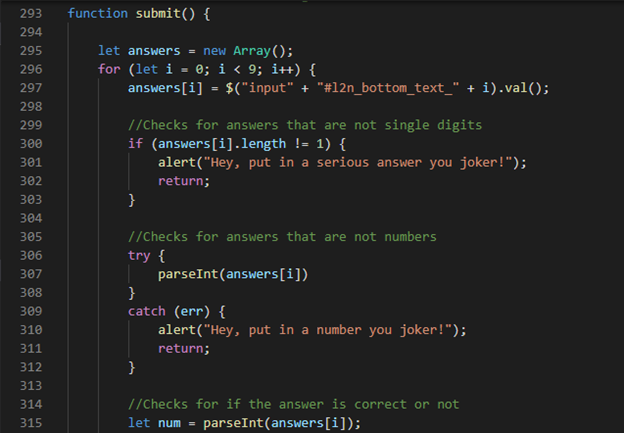 293 function submit() {
294
295 let answers = new Array();
296 for (let i = 0; i < 9; i++) {
297 answers[i] = $("input" + "#l2n_bottom_text_" + i).val();
298
299 //Checks for answers that are not single digits
300 if (answers[i].length != 1) {
301 alert("Hey, put in a serious answer you joker!");
302 return;
303 }
304
305 //Checks for answers that are not numbers
306 try {
307 parseInt(answers[i])
308 }
309 catch (err) {
310 alert("Hey, put in a number you joker!");
311 return;
312 }
313
314 //Checks for if the answer is correct or not
315 let num = parseInt(answers[i]);